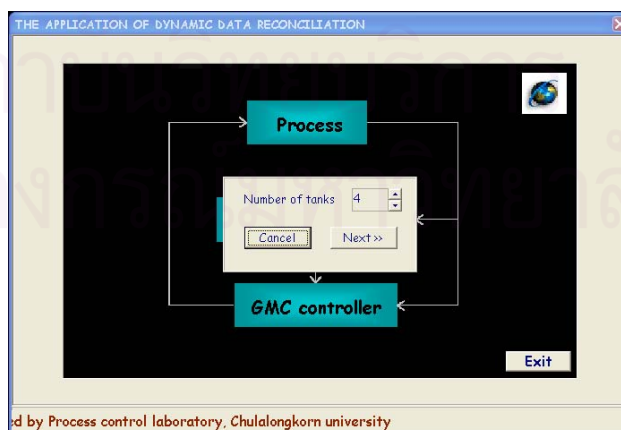 THE APPLICATION OF DYNAMIC DATA RECONCILIATION
Process
Number of tanks 4
Cancel Next>>
GMC controller
Exit
ed by Process control laboratory, Chulalongkorn university